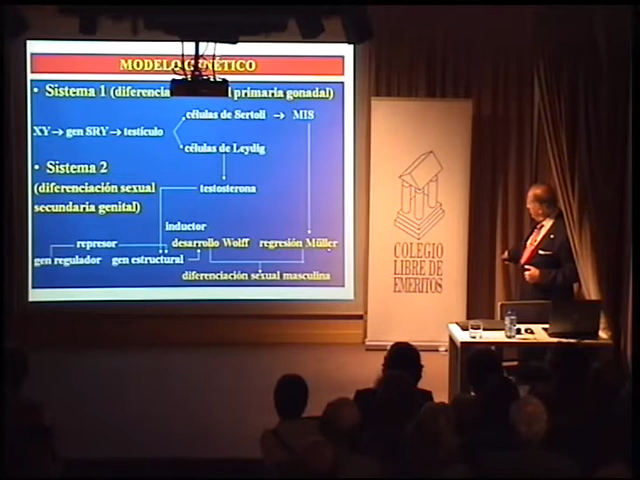 MODELO GENÉTICO
• Sistema 1 (diferencia l primaria gonadal)
células de Sertoli → MIS
XY → gen SRY → testículo
células de Leydig
• Sistema 2
(diferenciación sexual
testosterona
secundaria genital)
inductor
represor
desarrollo Wolff
regresión Müller
gen regulador
gen estructural
diferenciación sexual masculina
COLEGIO
LIBRE DE
EMERITOS